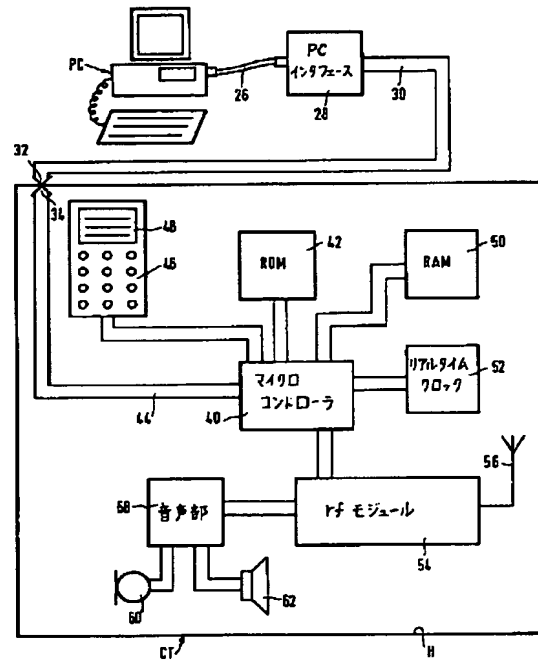 PC
PC
インタフェース
26
28
30
32
34
48
46
ROM
42
RAM
50
マイクロ
コントローラ
40
リアルタイム
クロック
52
44
56
音声部
58
rf モジュール
54
60
62
CT
H